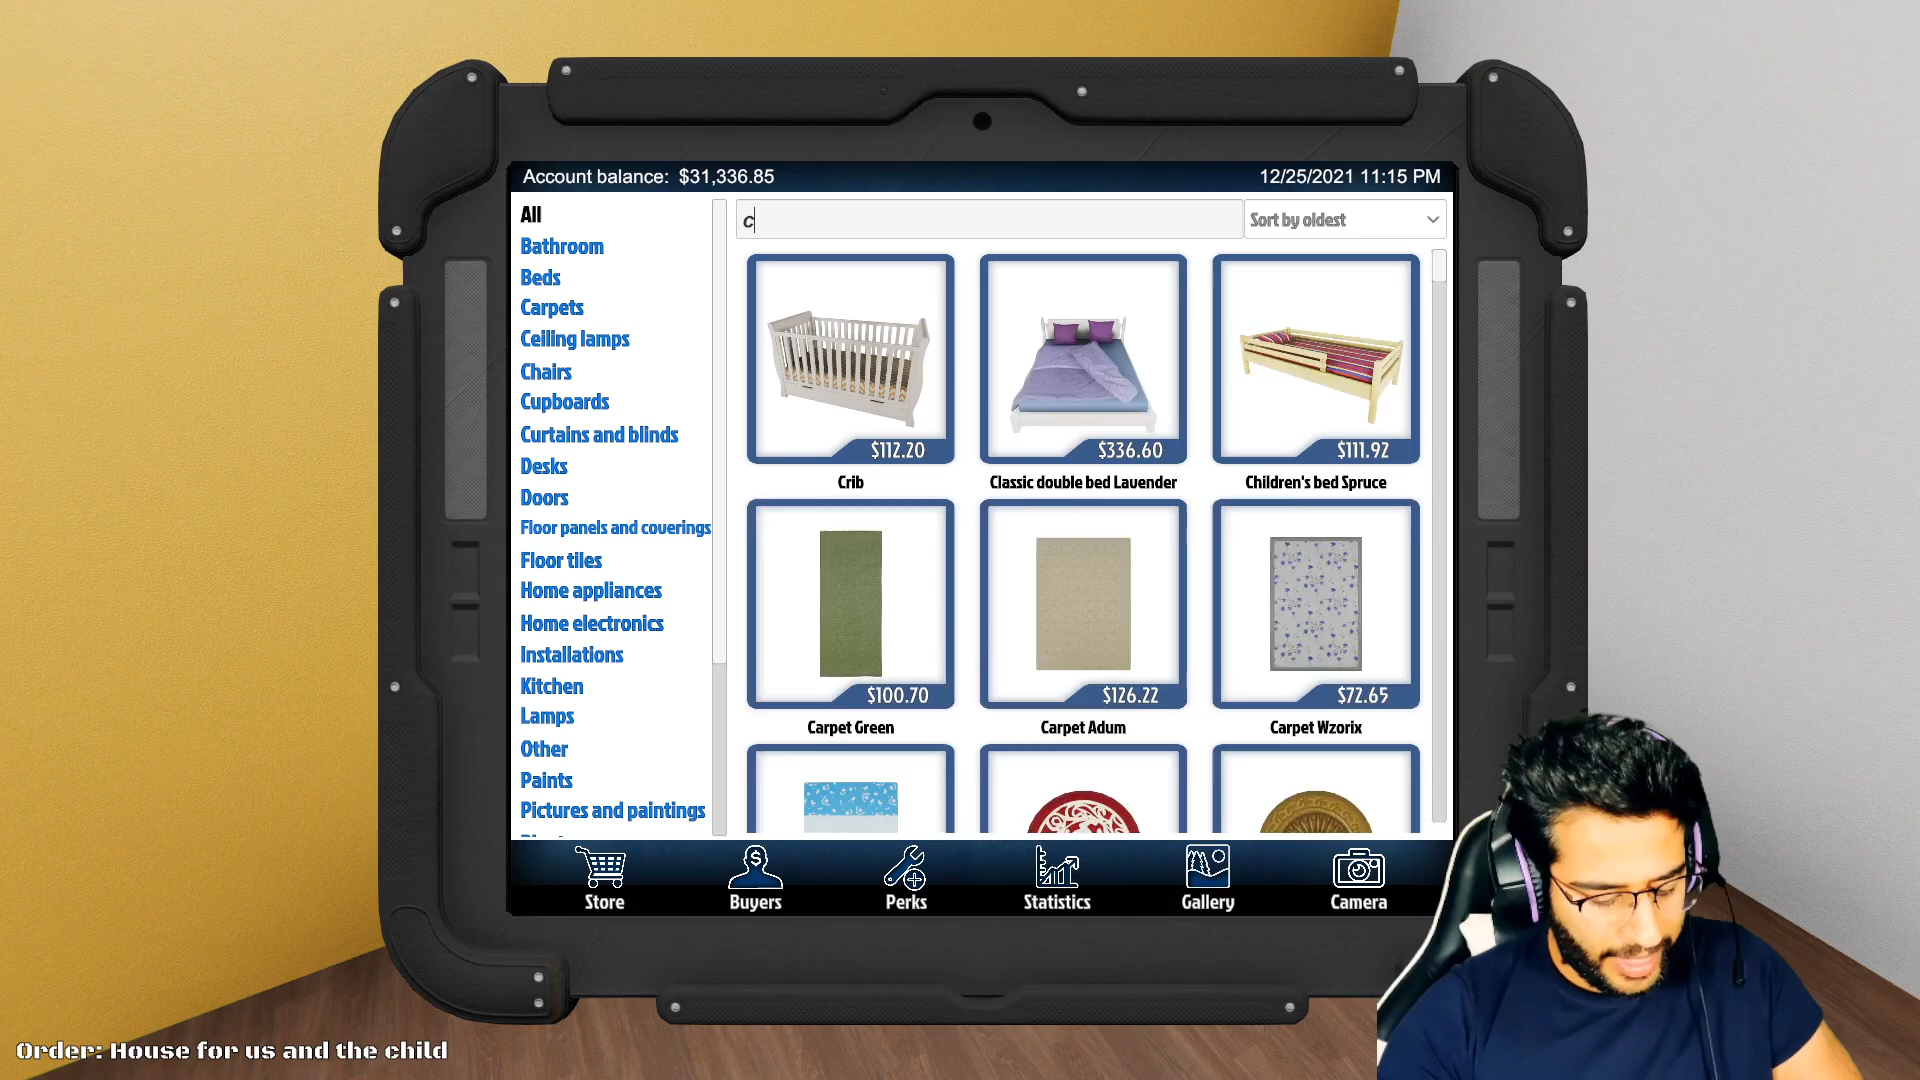 Account balance: $31,336.85
12/25/2021 11:15 PM
All
Bathroom
Beds
Carpets
Ceiling lamps
Chairs
Cupboards
Curtains and blinds
Desks
Doors
Floor panels and coverings
Floor tiles
Home appliances
Home electronics
Installations
Kitchen
Lamps
Other
Paints
Pictures and paintings
c
Sort by oldest
$112.20
$336.60
$111.92
Crib
Classic double bed Lavender
Children's bed Spruce
$100.70
$126.22
$72.65
Carpet Green
Carpet Adum
Carpet Wzorix
Store
Buyers
Perks
Statistics
Gallery
Camera
Order: House for us and the child